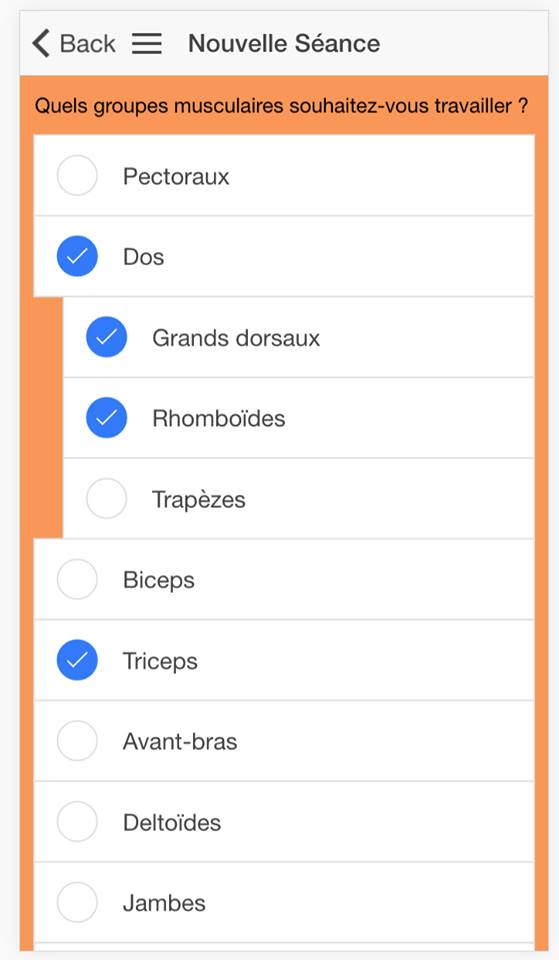 Back Nouvelle Séance
Quels groupes musculaires souhaitez-vous travailler ?
Pectoraux
Dos
Grands dorsaux
Rhomboïdes
Trapèzes
Biceps
Triceps
Avant-bras
Deltoïdes
Jambes